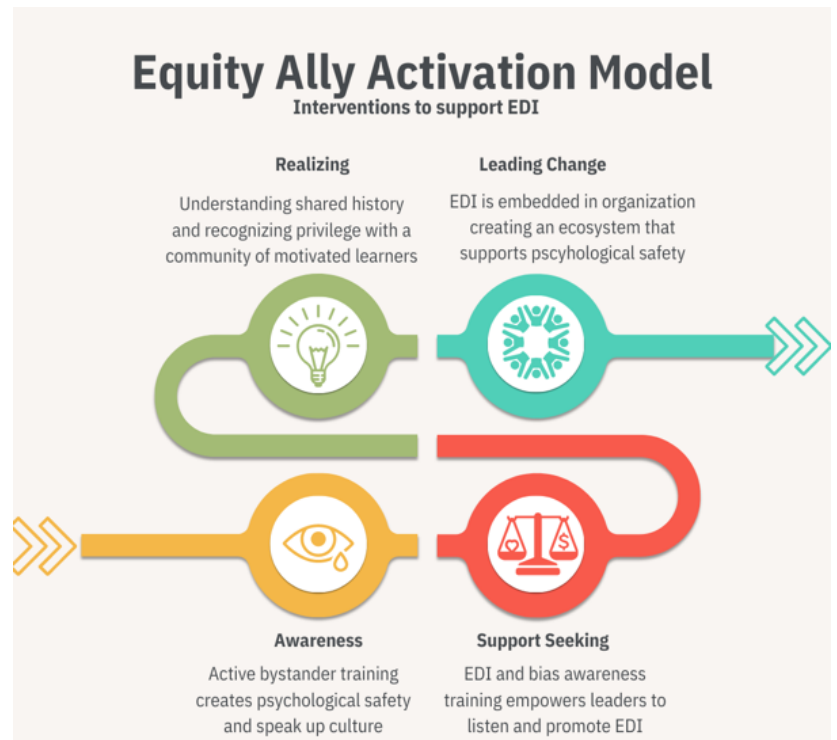 Equity Ally Activation Model
Interventions to support EDI
Realizing
Understanding shared history
and recognizing privilege with a
community of motivated learners
Leading Change
EDI is embedded in organization
creating an ecosystem that
supports pscyhological safety
$
Awareness
Active bystander training
creates psychological safety
and speak up culture
Support Seeking
EDI and bias awareness
training empowers leaders to
listen and promote EDI